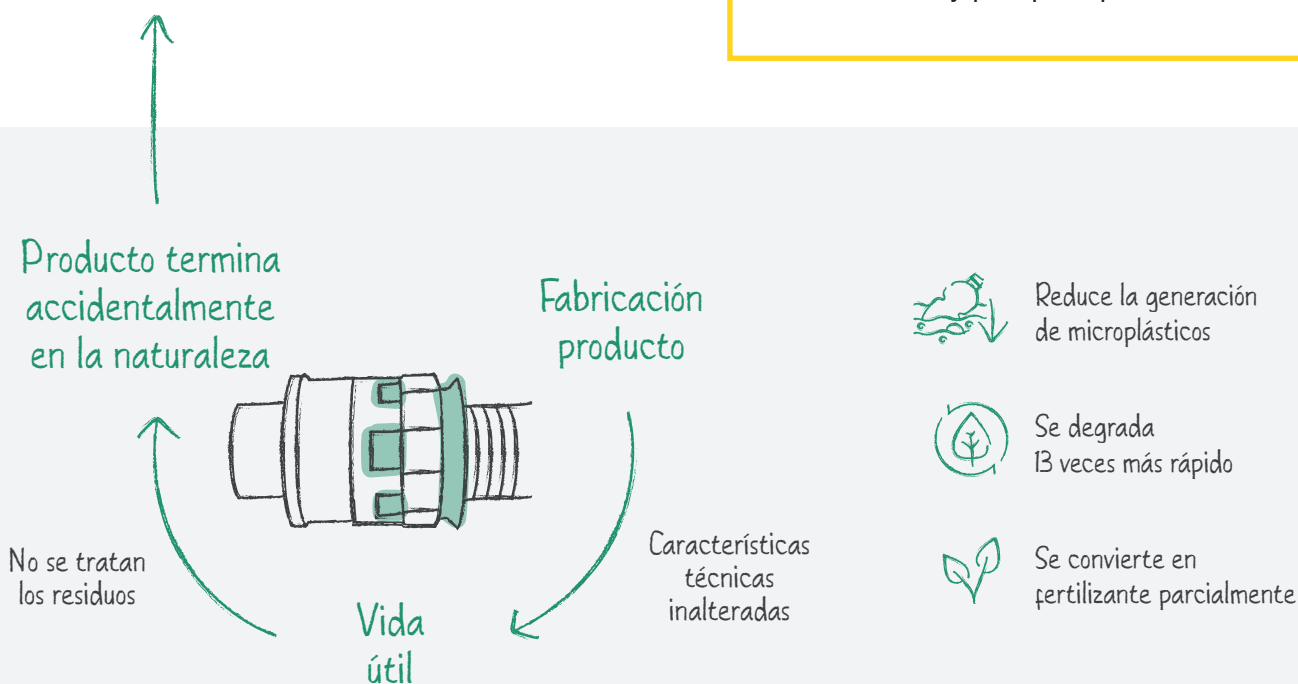 Producto termina
accidentalmente
en la naturaleza
Fabricación
producto
No se tratan
los residuos
Vida
útil
Características
técnicas
inalteradas
Reduce la generación
de microplásticos
Se degrada
13 veces más rápido
Se convierte en
fertilizante parcialmente